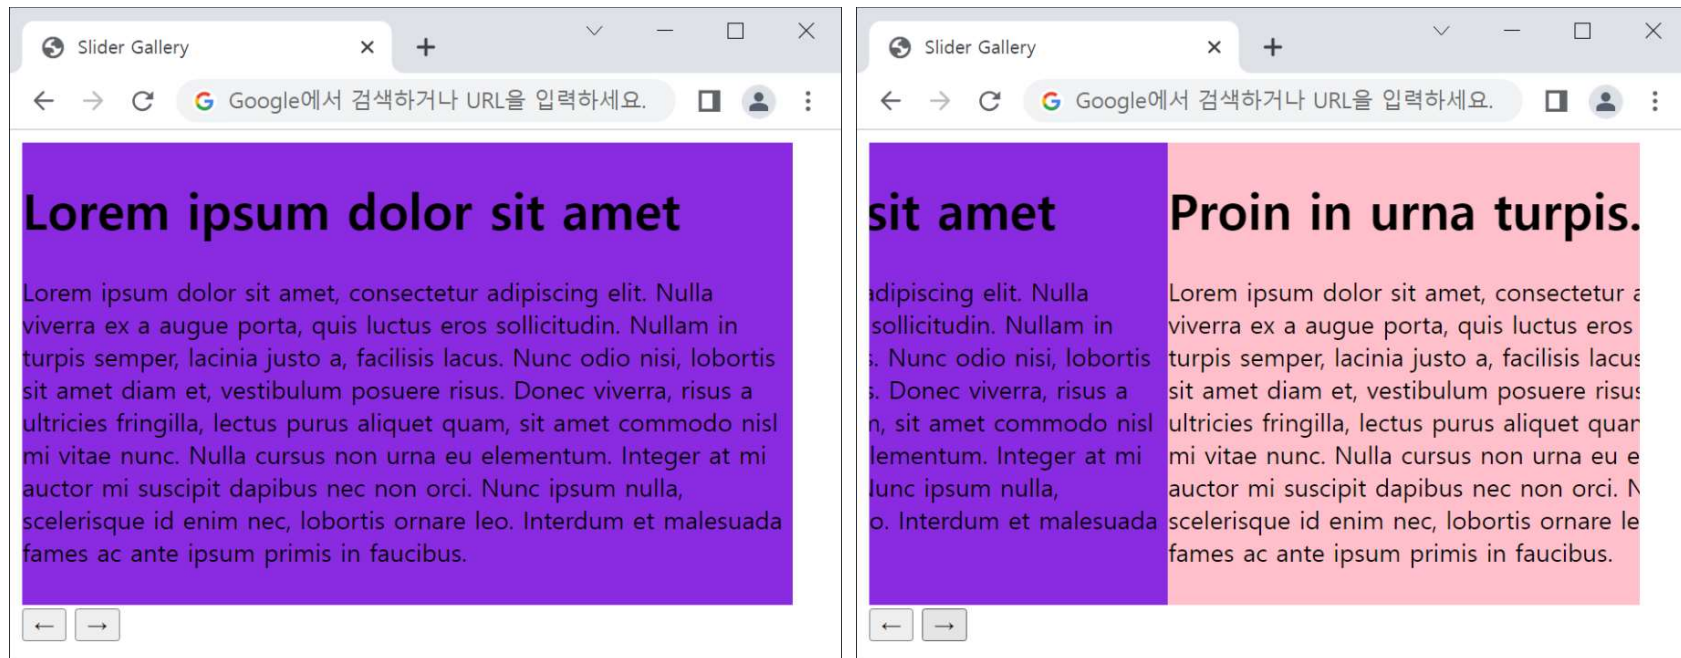 Slider Gallery
Google에서 검색하거나 URL을 입력하세요.
Lorem ipsum dolor sit amet
Lorem ipsum dolor sit amet, consectetur adipiscing elit. Nulla
viverra ex a augue porta, quis luctus eros sollicitudin. Nullam in
turpis semper, lacinia justo a, facilisis lacus. Nunc odio nisi, lobortis
sit amet diam et, vestibulum posuere risus. Donec viverra, risus a
ultricies fringilla, lectus purus aliquet quam, sit amet commodo nisl
mi vitae nunc. Nulla cursus non urna eu elementum. Integer at mi
auctor mi suscipit dapibus nec non orci. Nunc ipsum nulla,
scelerisque id enim nec, lobortis ornare leo. Interdum et malesuada
fames ac ante ipsum primis in faucibus.
← →
Slider Gallery
Google에서 검색하거나 URL을 입력하세요.
sit amet
adipiscing elit. Nulla
sollicitudin. Nullam in
s. Nunc odio nisi, lobortis
s. Donec viverra, risus a
n, sit amet commodo nisl
lementum. Integer at mi
Nunc ipsum nulla,
o. Interdum et malesuada
Proin in urna turpis.
Lorem ipsum dolor sit amet, consectetur a
viverra ex a augue porta, quis luctus eros
turpis semper, lacinia justo a, facilisis lacus
sit amet diam et, vestibulum posuere risus
ultricies fringilla, lectus purus aliquet quam
mi vitae nunc. Nulla cursus non urna eu e
auctor mi suscipit dapibus nec non orci. N
scelerisque id enim nec, lobortis ornare le
fames ac ante ipsum primis in faucibus.
← →